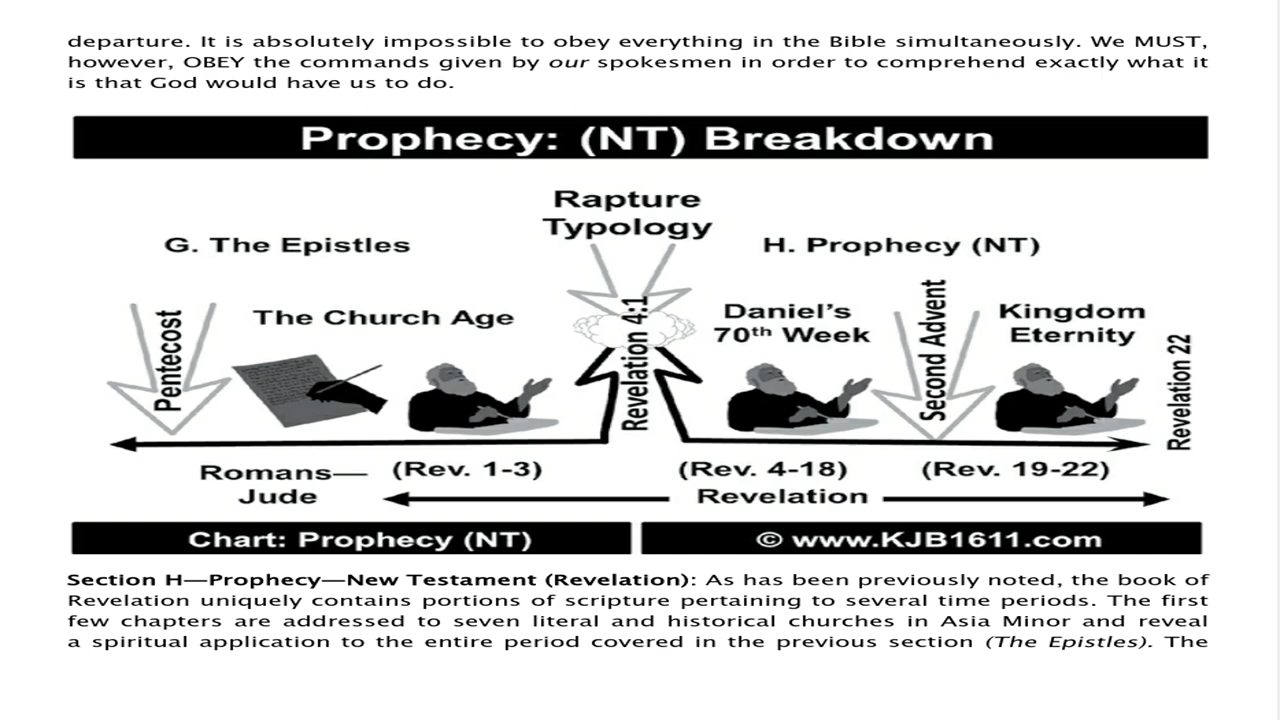 departure. It is absolutely impossible to obey everything in the Bible simultaneously. We MUST,
however, OBEY the commands given by our spokesmen in order to comprehend exactly what it
is that God would have us to do.
Prophecy: (NT) Breakdown
Rapture
Typology
G. The Epistles
H. Prophecy (NT)
Pentecost
The Church Age
Revelation 4:1
Daniel's
70th Week
Second Advent
Kingdom
Eternity
Revelation 22
Romans—
Jude
(Rev. 1-3)
(Rev. 4-18)
(Rev. 19-22)
Revelation
Chart: Prophecy (NT)
© www.KJB1611.com
Section H—Prophecy—New Testament (Revelation): As has been previously noted, the book of
Revelation uniquely contains portions of scripture pertaining to several time periods. The first
few chapters are addressed to seven literal and historical churches in Asia Minor and reveal
a spiritual application to the entire period covered in the previous section (The Epistles). The